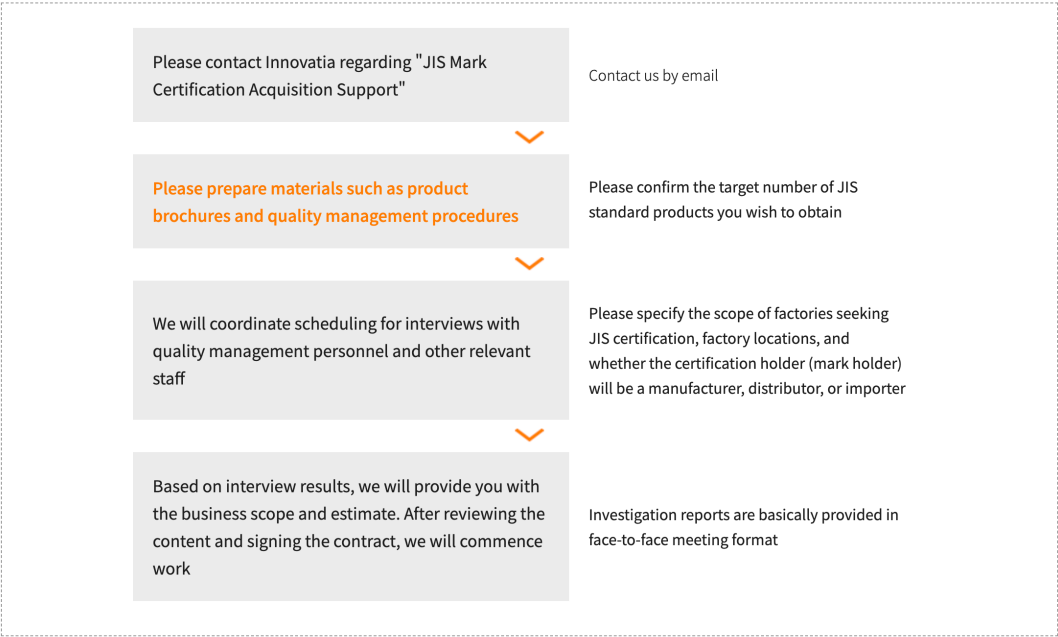 Please contact Innovatia regarding "JIS Mark
Certification Acquisition Support"
Contact us by email
Please prepare materials such as product
brochures and quality management procedures
Please confirm the target number of JIS
standard products you wish to obtain
We will coordinate scheduling for interviews with
quality management personnel and other relevant
staff
Please specify the scope of factories seeking
JIS certification, factory locations, and
whether the certification holder (mark holder)
will be a manufacturer, distributor, or importer
Based on interview results, we will provide you with
the business scope and estimate. After reviewing the
content and signing the contract, we will commence
work
Investigation reports are basically provided in
face-to-face meeting format